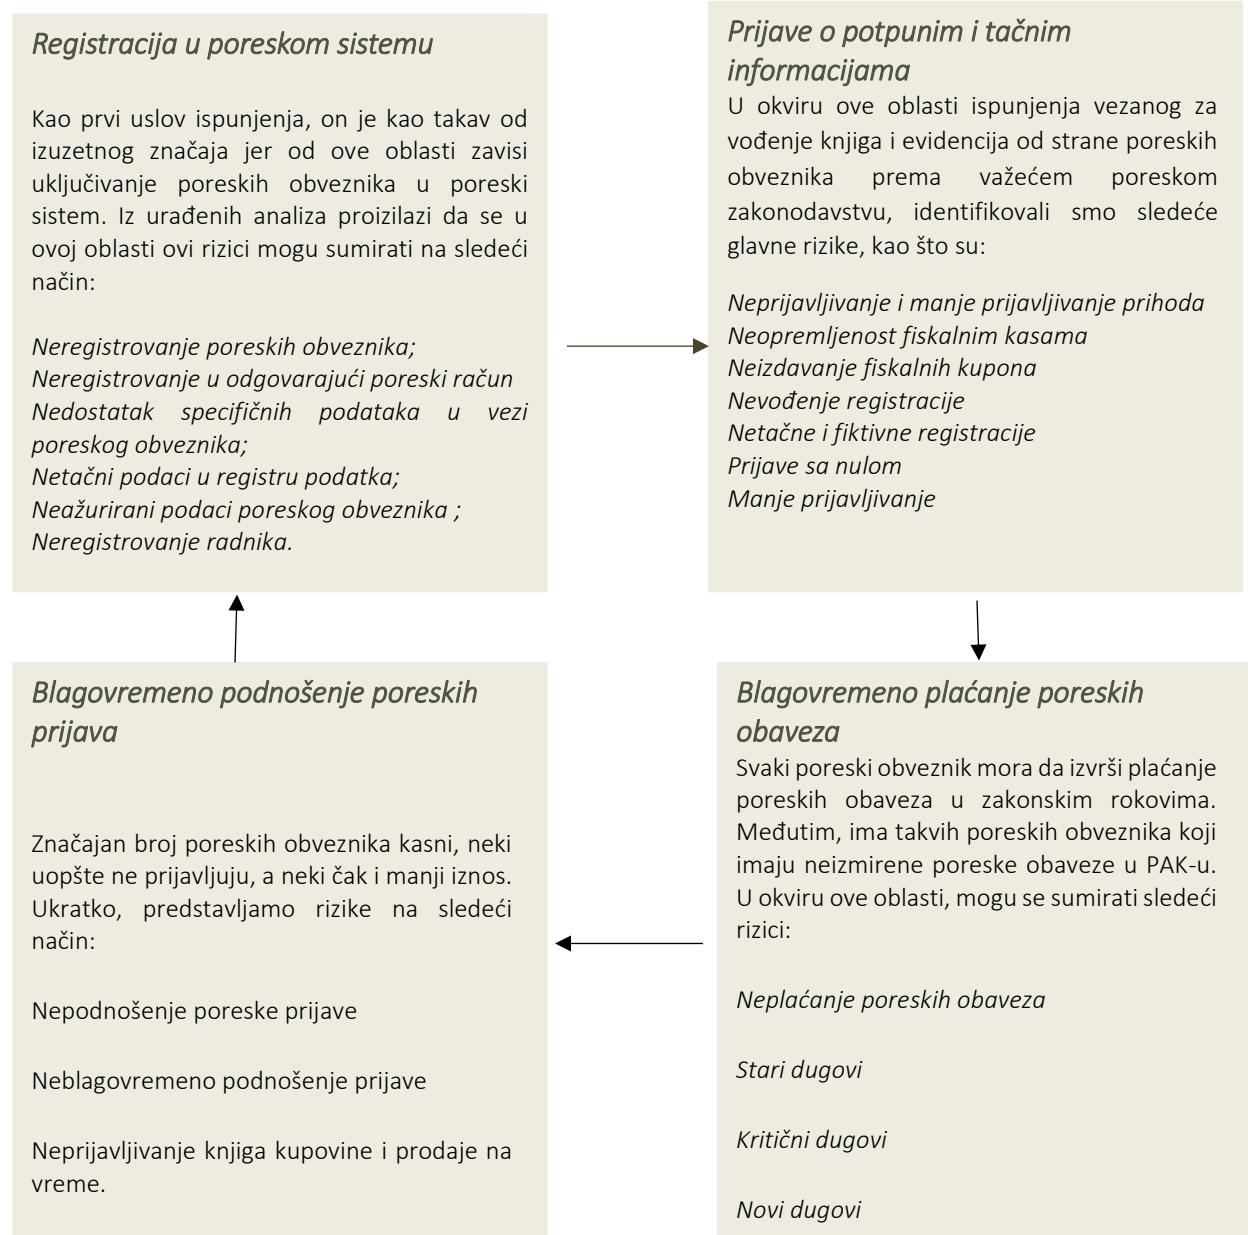 Registracija u poreskom sistemu
Kao prvi uslov ispunjenja, on je kao takav od
izuzetnog značaja jer od ove oblasti zavisi
uključivanje poreskih obveznika u poreski
sistem. Iz urađenih analiza proizilazi da se u
ovoj oblasti ovi rizici mogu sumirati na sledeći
način:
Neregistrovanje poreskih obveznika;
Neregistrovanje u odgovarajući poreski račun
Nedostatak specifičnih podataka u vezi
poreskog obveznika;
Netačni podaci u registru podatka;
Neažurirani podaci poreskog obveznika ;
Neregistrovanje radnika.
Prijave o potpunim i tačnim
informacijama
U okviru ove oblasti ispunjenja vezanog za
vođenje knjiga i evidencija od strane poreskih
obveznika prema važećem poreskom
zakonodavstvu, identifikovali smo sledeće
glavne rizike, kao što su:
Neprijavljivanje i manje prijavljivanje prihoda
Neopremljenost fiskalnim kasama
Neizdavanje fiskalnih kupona
Nevođenje registracije
Netačne i fiktivne registracije
Prijave sa nulom
Manje prijavljivanje
Blagovremeno podnošenje poreskih
prijava
Značajan broj poreskih obveznika kasni, neki
uopšte ne prijavljuju, a neki čak i manji iznos.
Ukratko, predstavljamo rizike na sledeći
način:
Nepodnošenje poreske prijave
Neblagovremeno podnošenje prijave
Neprijavljivanje knjiga kupovine i prodaje na
vreme.
Blagovremeno plaćanje poreskih
obaveza
Svaki poreski obveznik mora da izvrši plaćanje
poreskih obaveza u zakonskim rokovima.
Međutim, ima takvih poreskih obveznika koji
imaju neizmirene poreske obaveze u PAK-u.
U okviru ove oblasti, mogu se sumirati sledeći
rizici:
Neplaćanje poreskih obaveza
Stari dugovi
Kritični dugovi
Novi dugovi